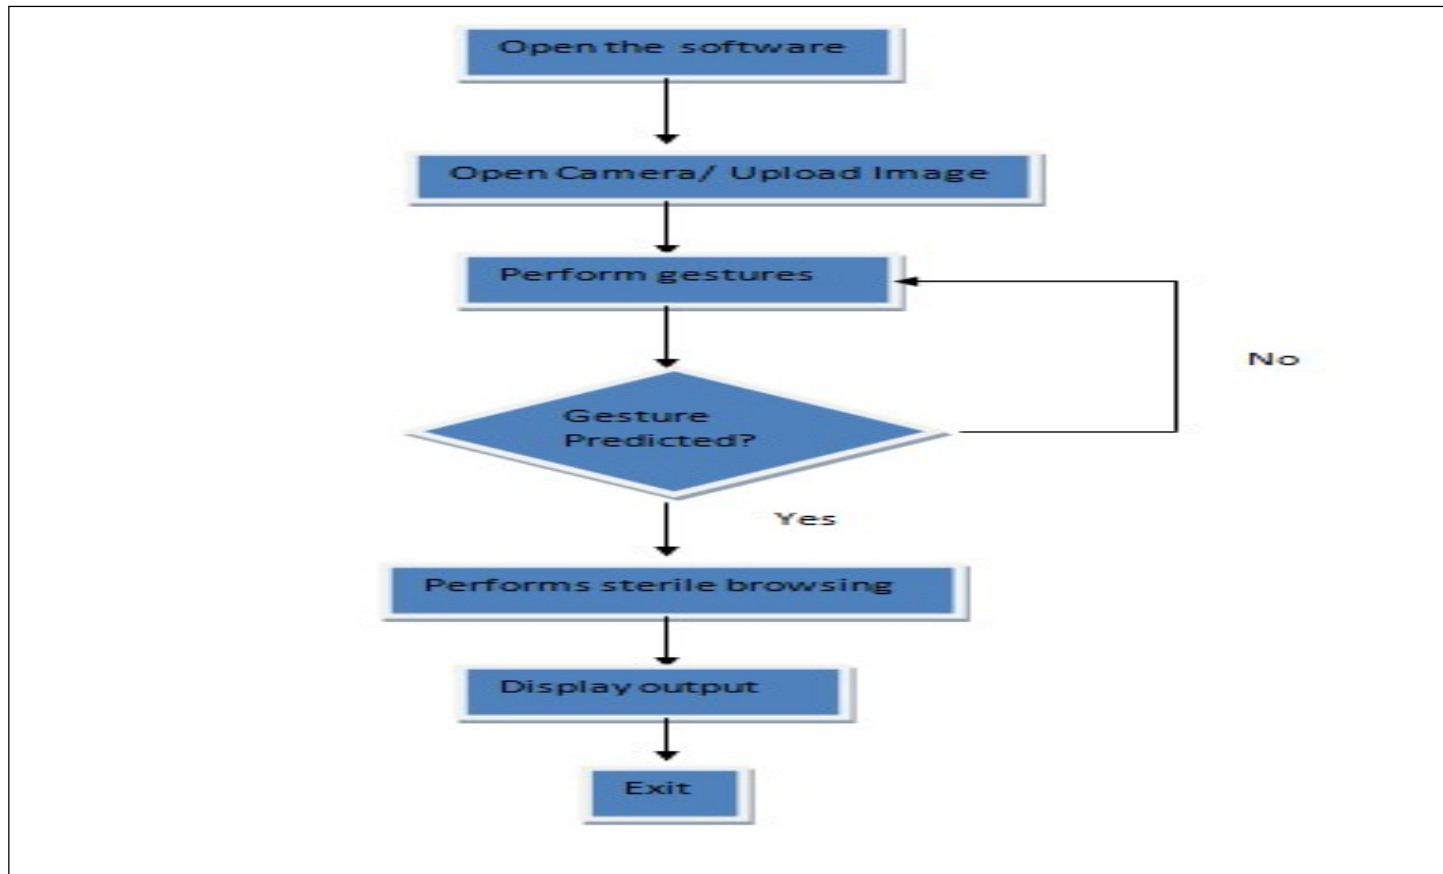 Open the software
Open Camera/ Upload Image
Perform gestures
No
Gesture
Predicted?
Yes
Performs sterile browsing
Display output
Exit